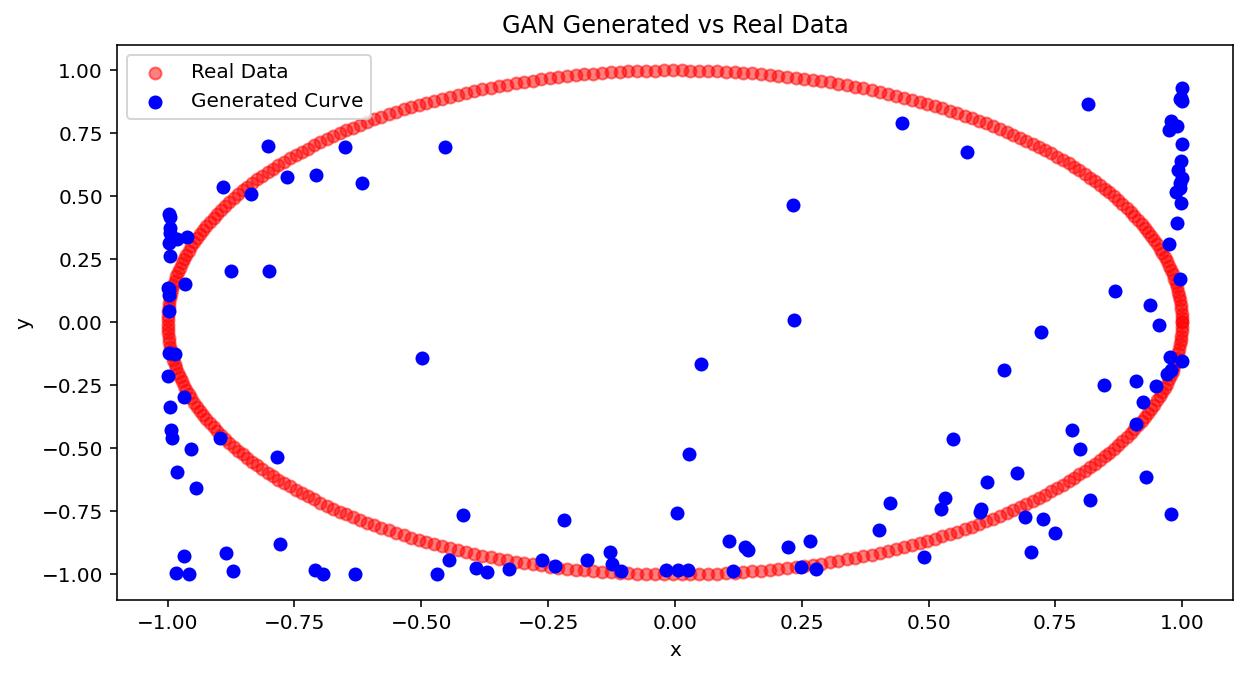 GAN Generated vs Real Data
Real Data
Generated Curve
1.00
0.75
0.50
0.25
0.00
−0.25
−0.50
−0.75
−1.00
y
−1.00 −0.75 −0.50 −0.25 0.00 0.25 0.50 0.75 1.00
x